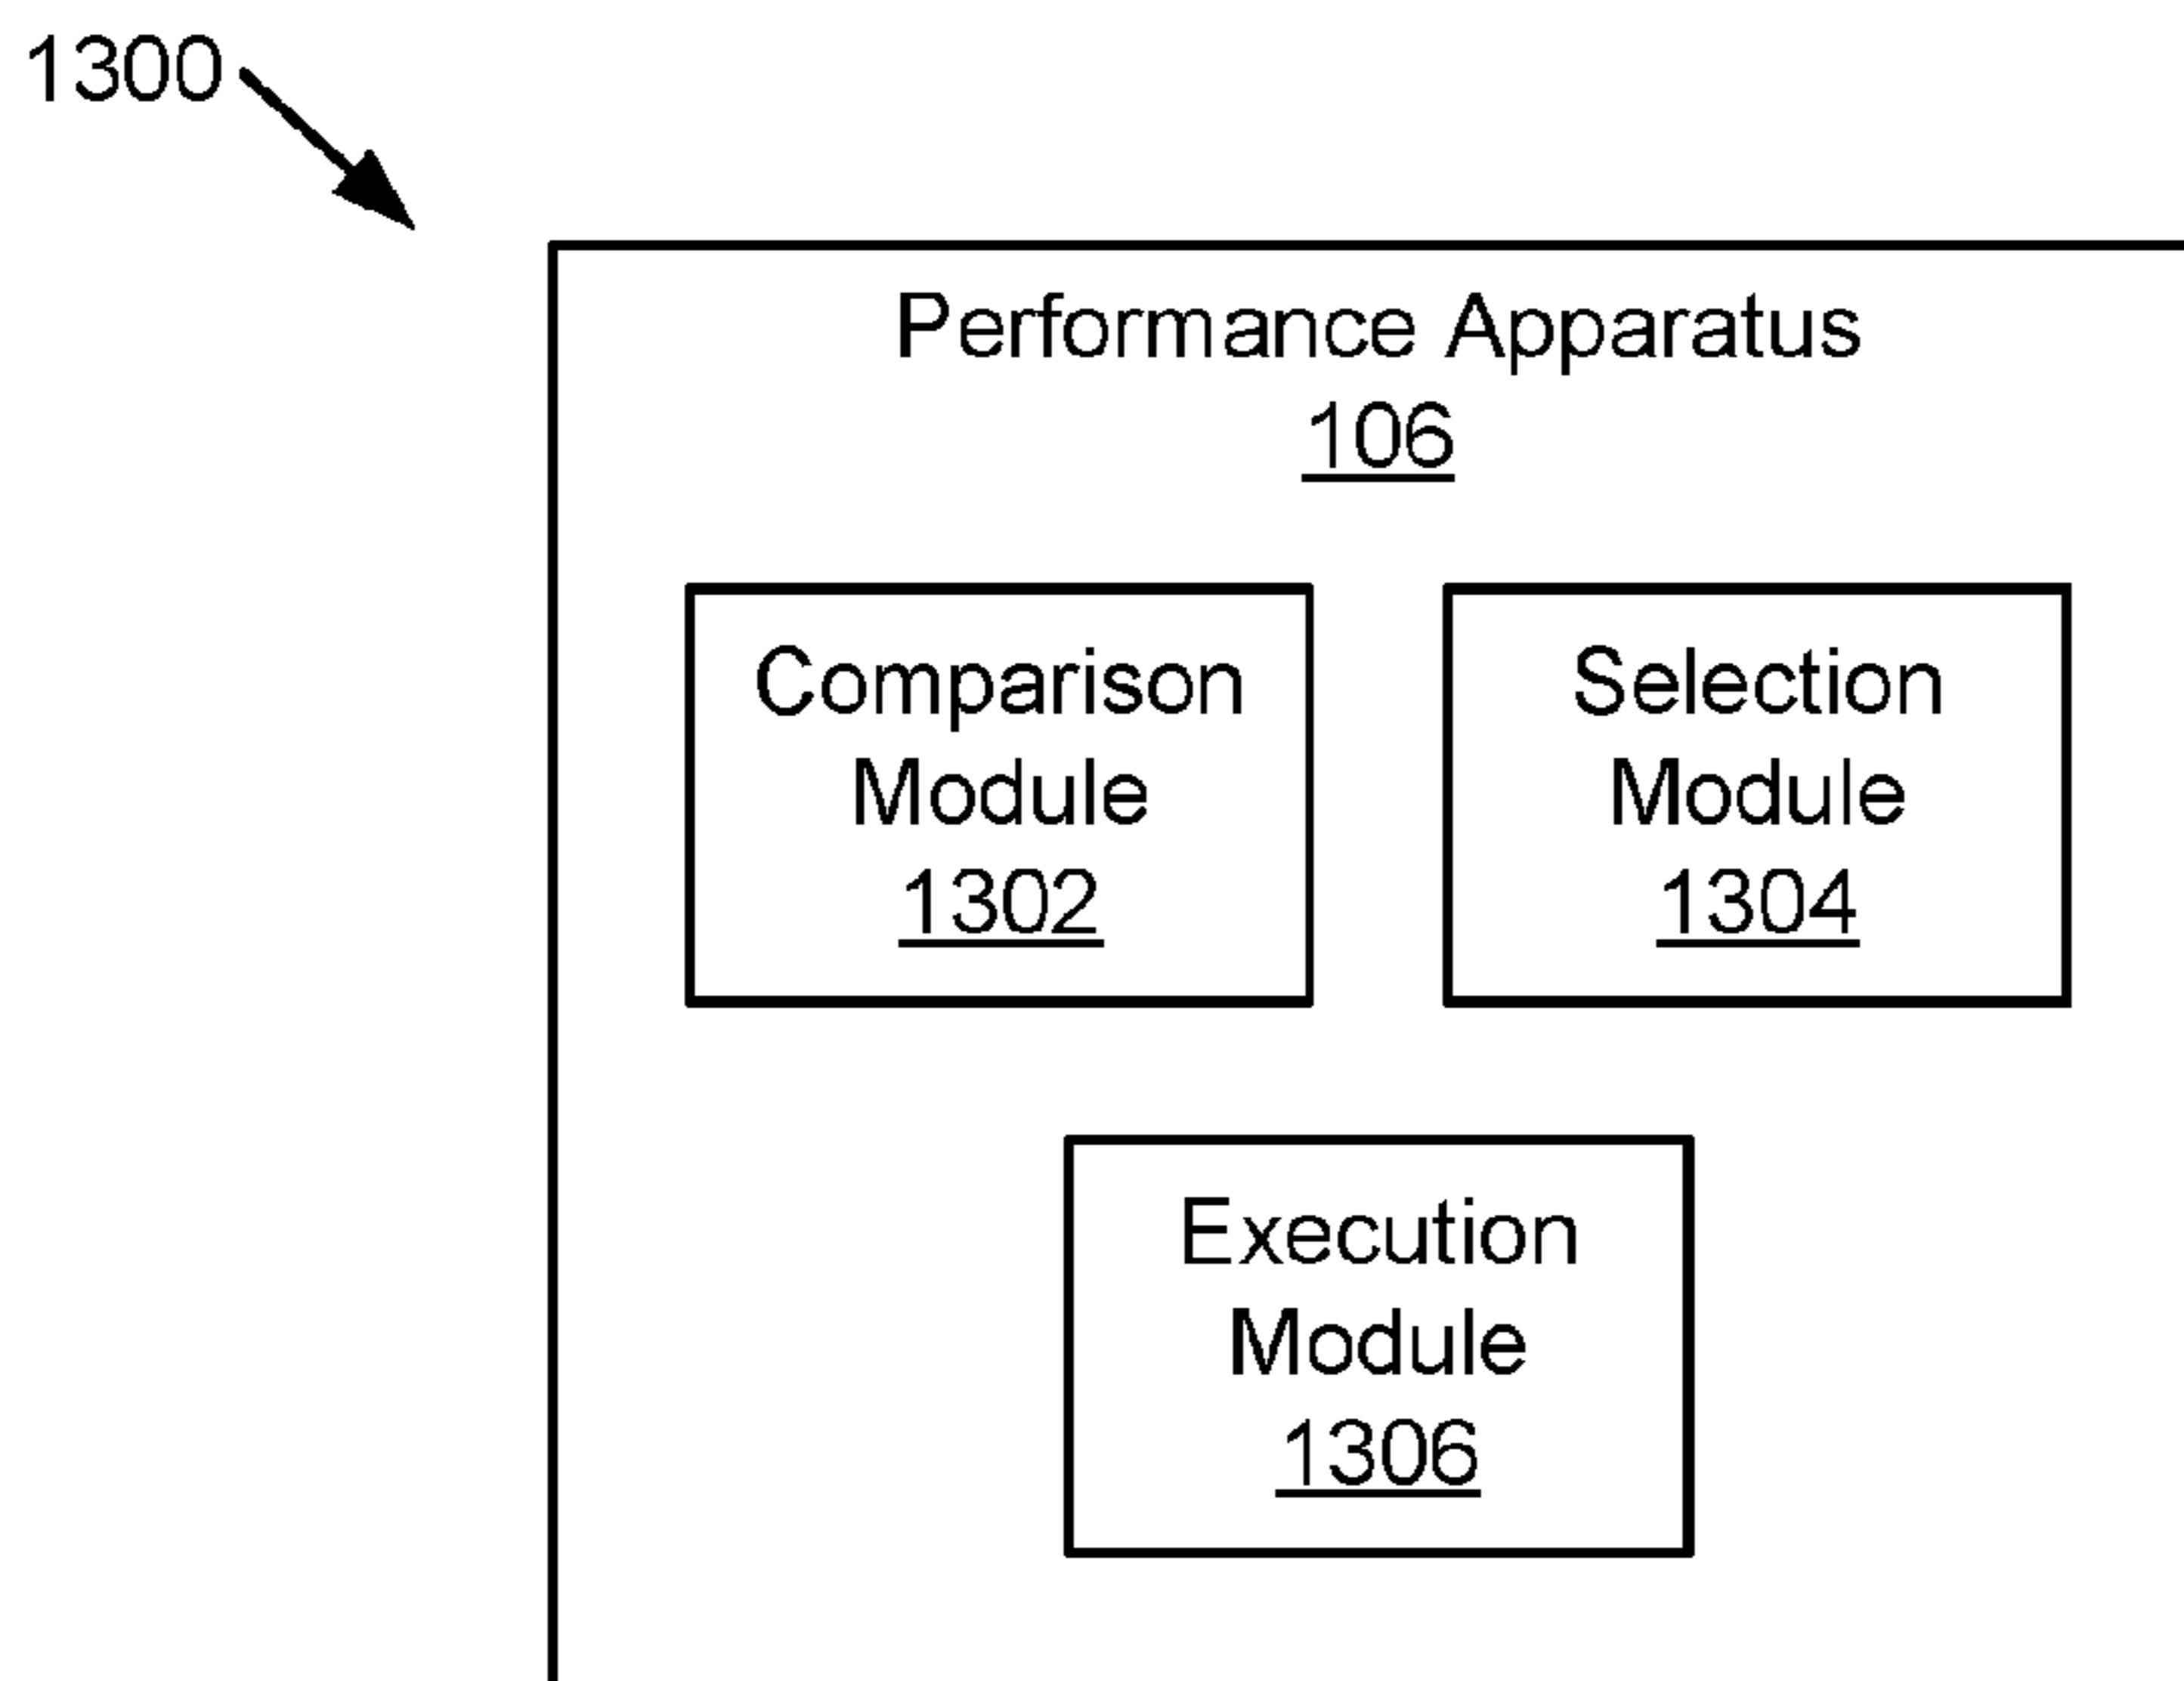 1300
Performance Apparatus
106
Comparison
Module
1302
Selection
Module
1304
Execution
Module
1306